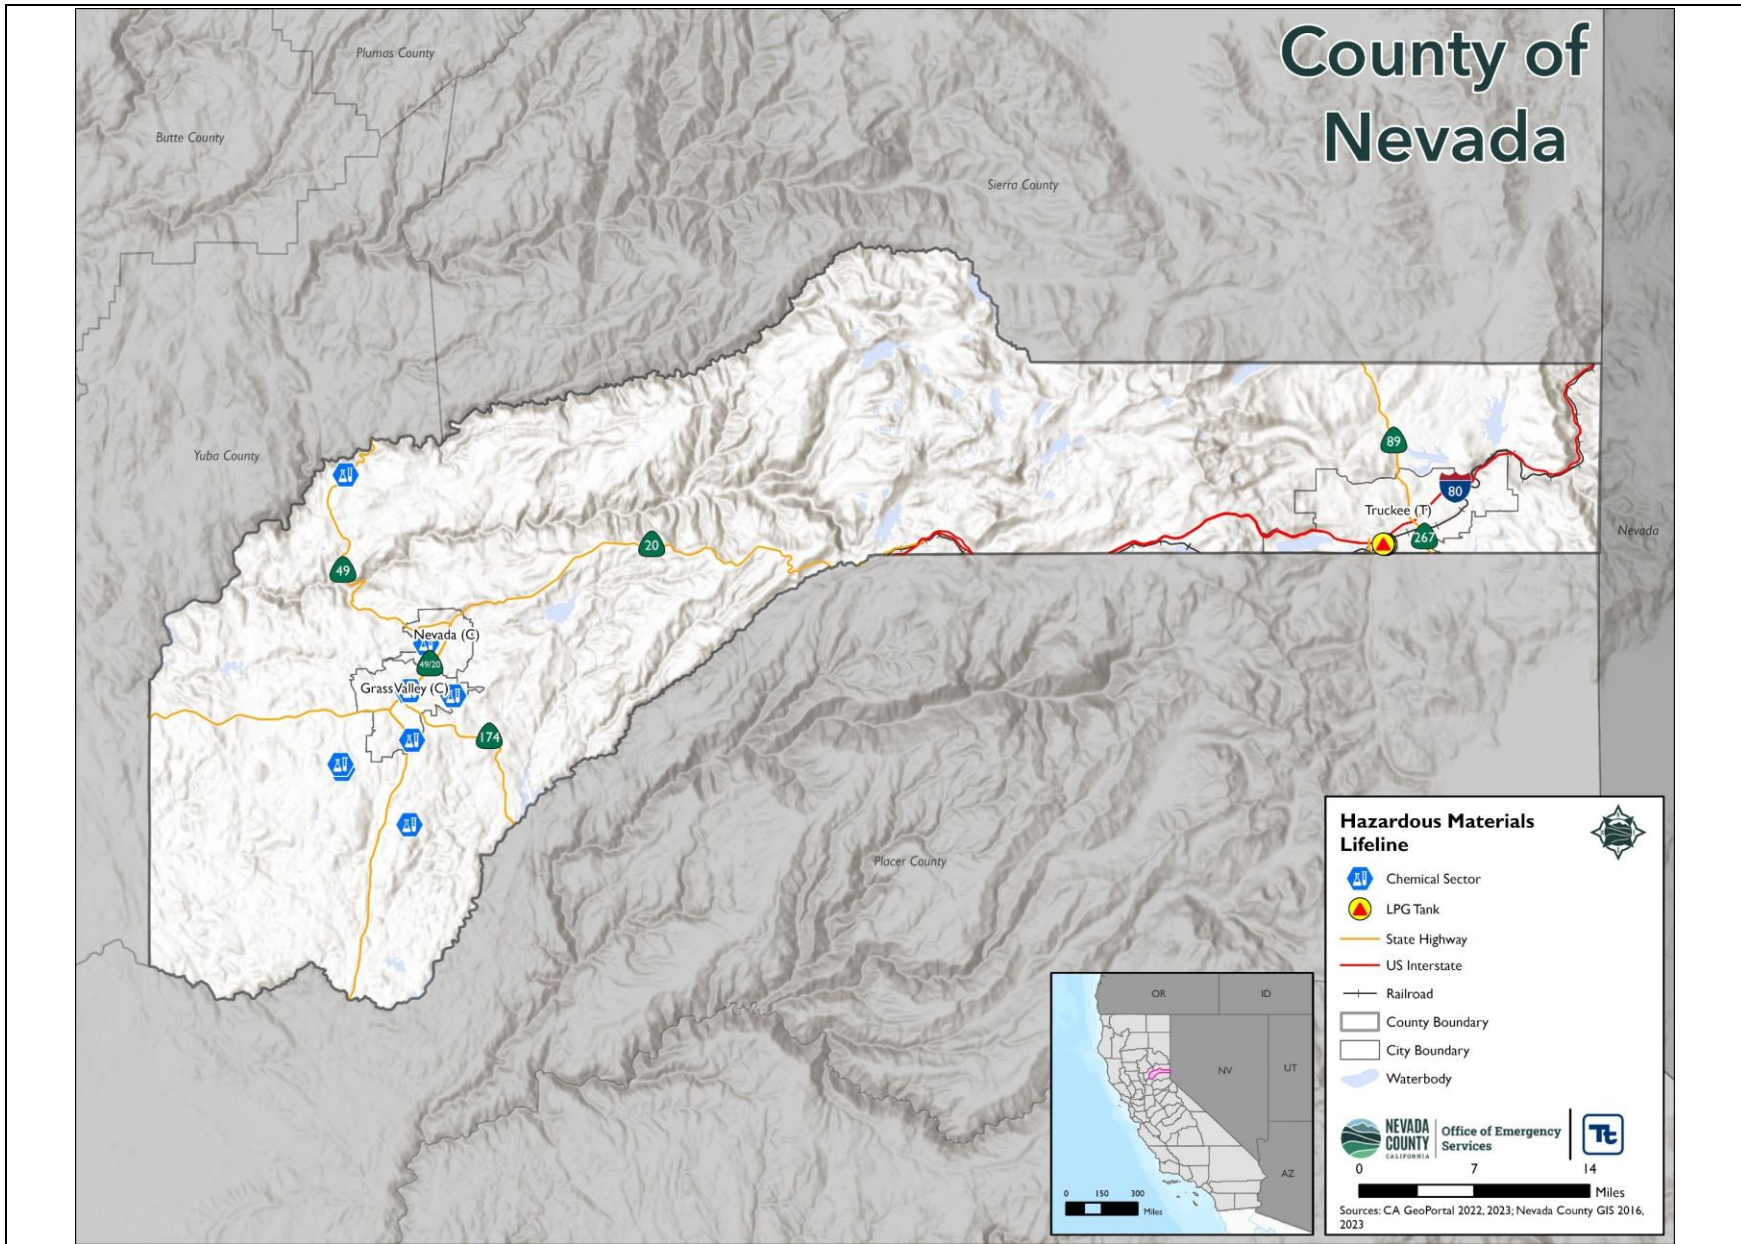 County of
Nevada
Plumas County
Butte County
Sierra County
Yuba County
89
80
Truckee (T)
267
20
Nevada
49
Nevada (C)
49/20
Grass Valley (C)
174
Placer County
Hazardous Materials
Lifeline
Chemical Sector
LPG Tank
State Highway
US Interstate
Railroad
County Boundary
City Boundary
Waterbody
NEVADA
COUNTY
CALIFORNIA
Office of Emergency
Services
Tt
0 7 14
Miles
Sources: CA GeoPortal 2022, 2023; Nevada County GIS 2016,
2023
OR
ID
NV
UT
AZ
0 150 300
Miles